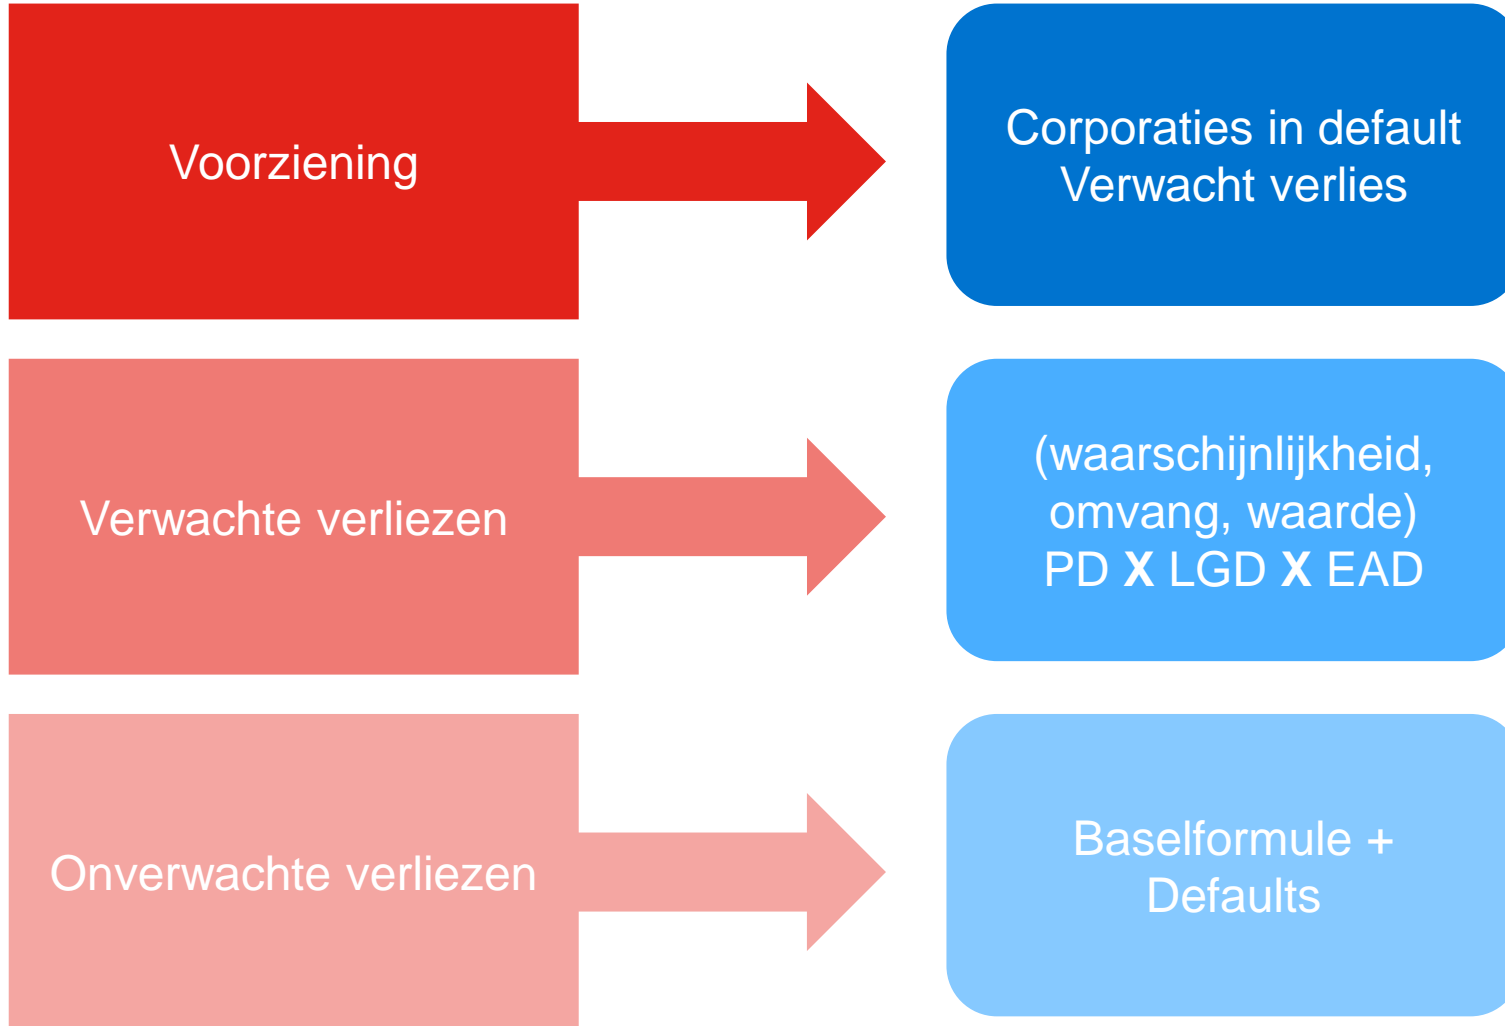 Voorziening
Corporaties in default
Verwacht verlies
Verwachte verliezen
(waarschijnlijkheid,
omvang, waarde)
PD X LGD X EAD
Onverwachte verliezen
Baselformule +
Defaults